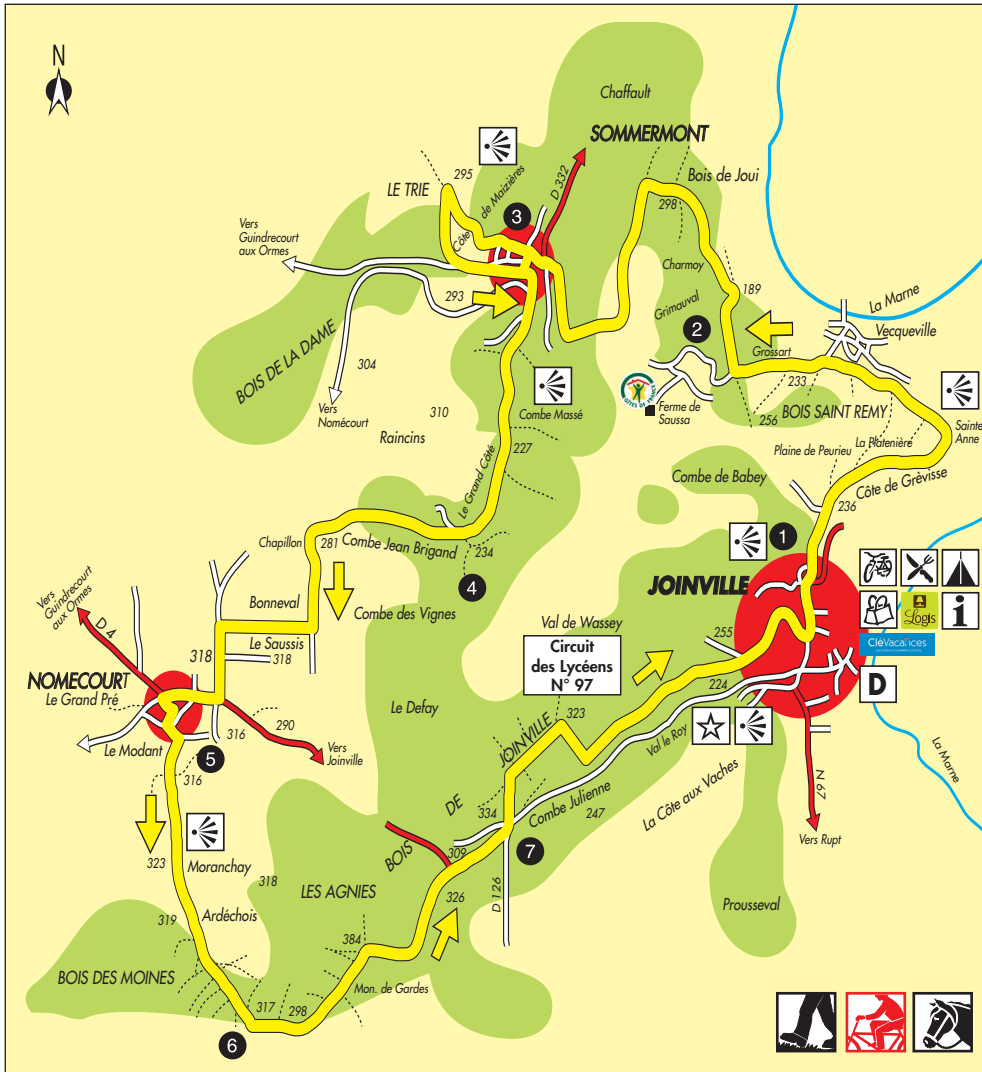 N
Chaffault
SOMMERMONT
D 332
295
LE TRIE
Côte de Maizières
3
Bois de Joui
298
Vers
Guindrecourt
aux Ormes
293
Charmoy
189
La Marne
Grimauval
2
Vecqueville
Grossart
BOIS DE LA DAME
304
Vers
Nomécourt
310
Combe Massé
GÎTES DE FRANCE
Ferme de
Saussa
233
256
BOIS SAINT REMY
Sainte
Anne
Raincins
227
Le Grand Côté
La Platenière
Plaine de Peurieu
Combe de Babey
Côte de Grèvisse
236
Chapillon
281
Combe Jean Brigand
234
4
1
JOINVILLE
Vers
Guindrecourt
aux Ormes
D 4
Bonneval
Combe des Vignes
Le Saussis
318
318
Val de Wassey
Circuit
des Lycéens
N° 97
255
Logis
i
CléVacances
D
NOMECOURT
Le Grand Pré
224
Le Defay
323
290
316
Le Modant
5
Vers
Joinville
Val le Roy
La Marne
316
BOIS DE JOINVILLE
La Côte aux Vaches
N 67
334
Combe Julienne
247
Vers Rupt
323
Moranchay
309
7
318
LES AGNIES
326
D 126
Prousseval
319
Ardéchois
384
BOIS DES MOINES
Mon. de Gardes
317
298
6